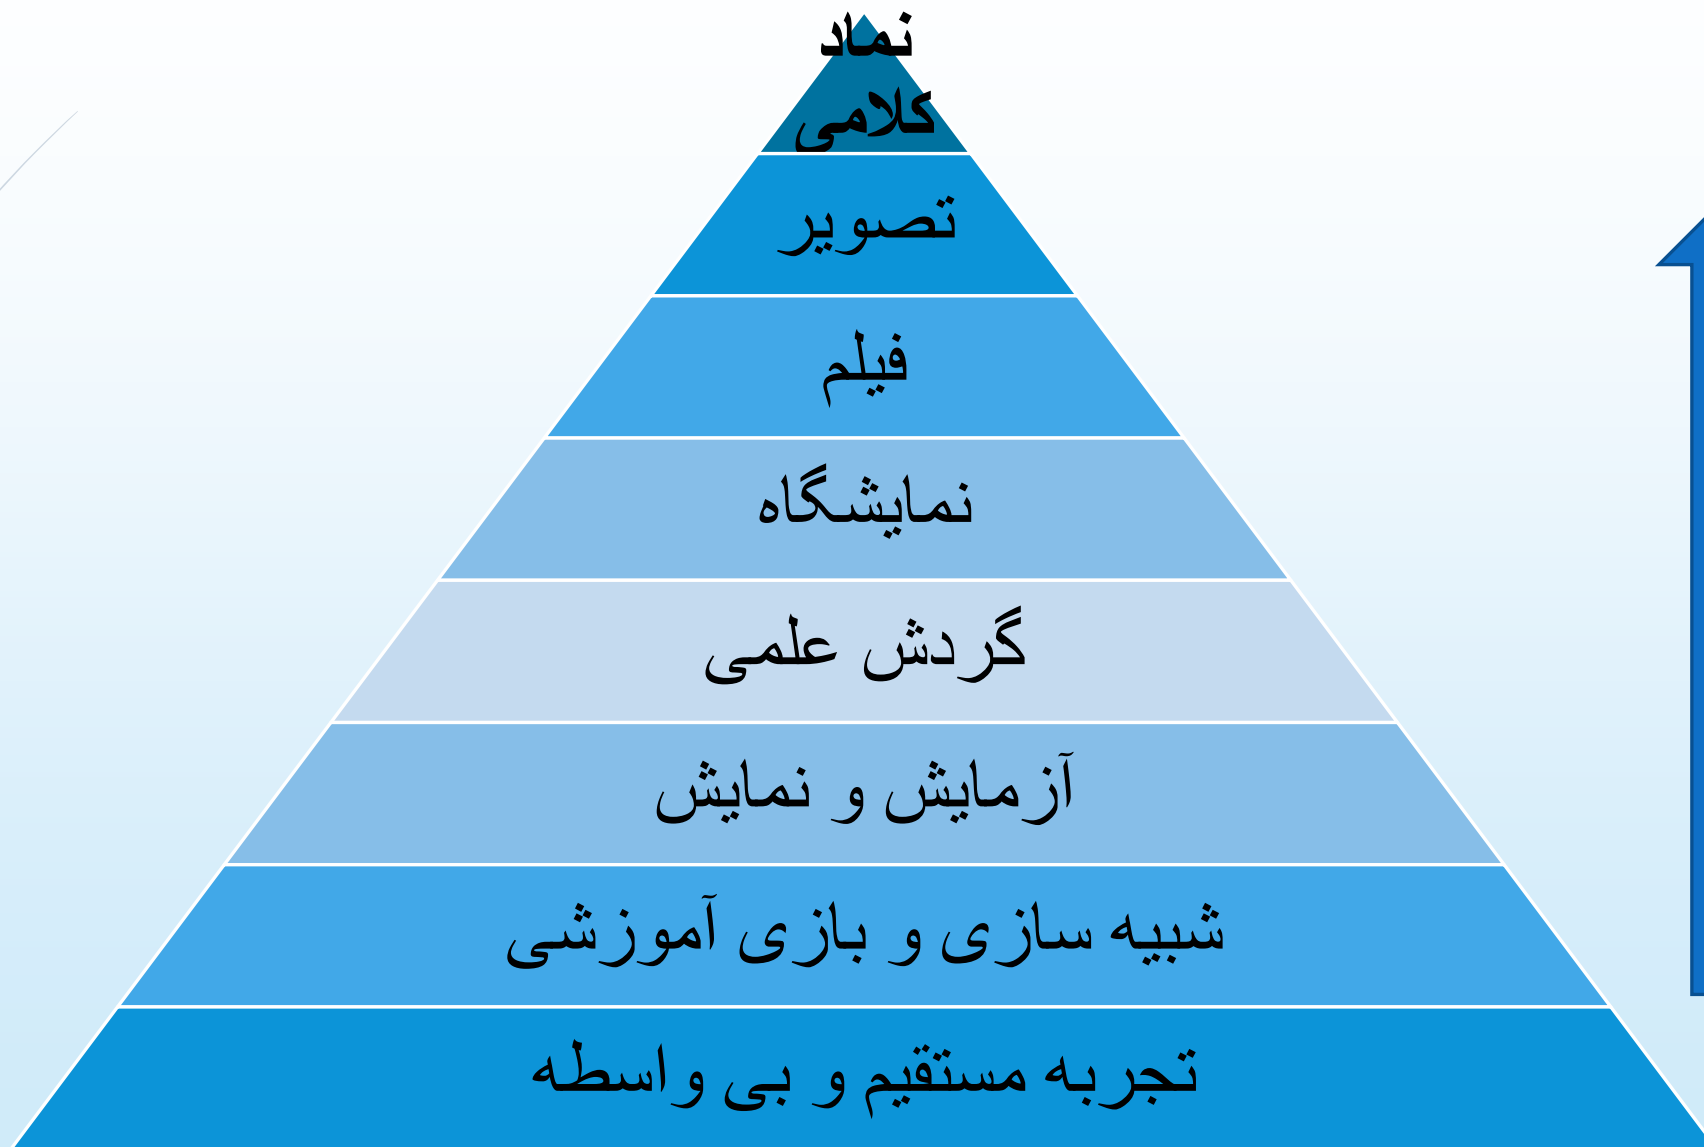 نماد
کلامی
تصویر
فیلم
نمایشگاه
گردش علمی
آزمایش و نمایش
شبیه سازی و بازی آموزشی
تجربه مستقیم و بی واسطه